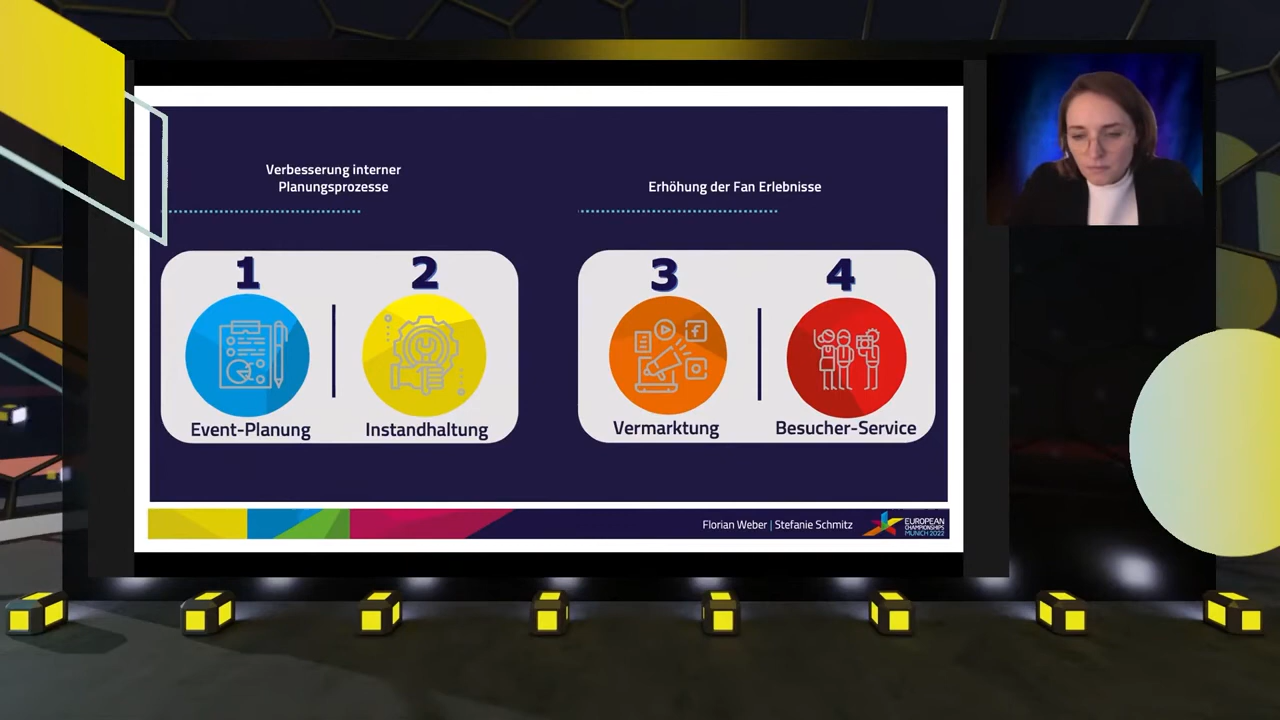 Verbesserung interner
Planungsprozesse
Erhöhung der Fan Erlebnisse
1
2
3
4
Event-Planung
Instandhaltung
Vermarktung
Besucher-Service
Florian Weber | Stefanie Schmitz
EUROPEAN
CHAMPIONSHIPS
MUNICH 2022